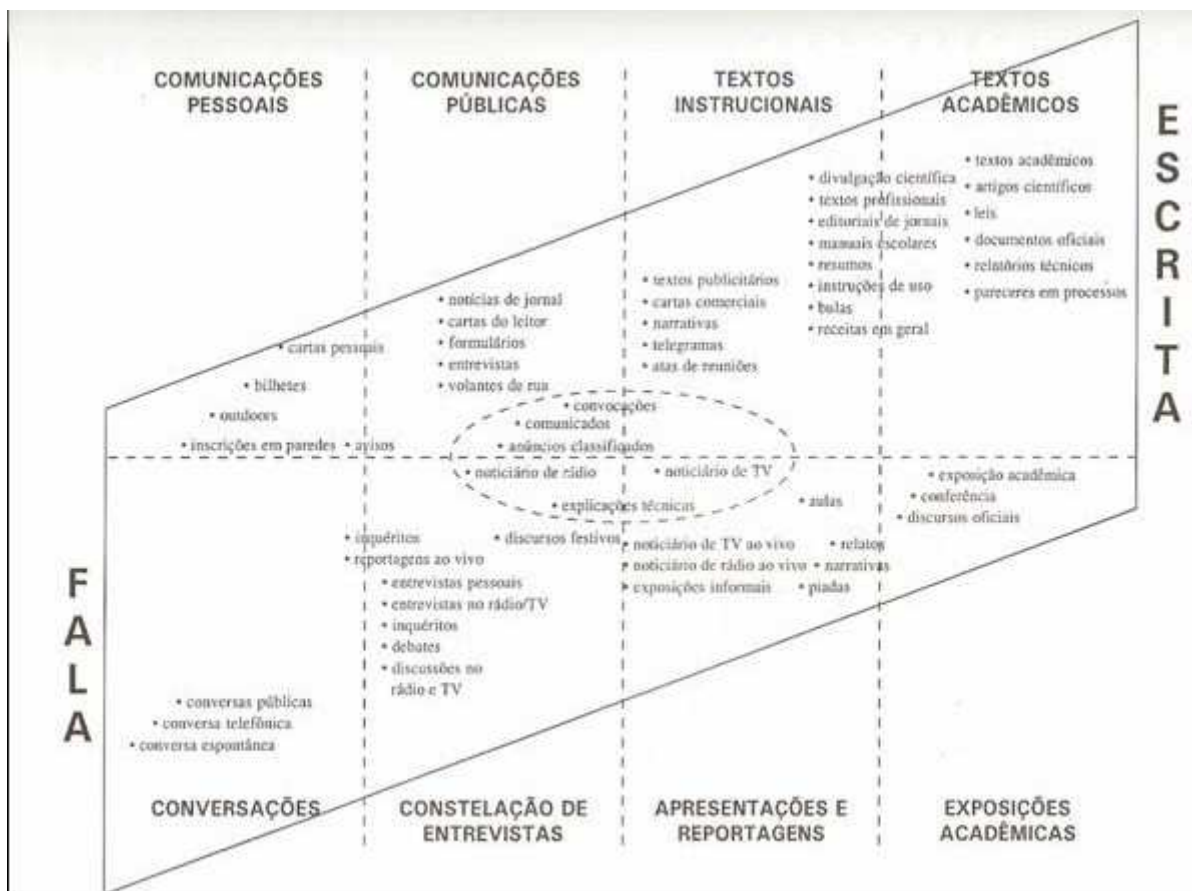 COMUNICAÇÕES
PESSOAIS
COMUNICAÇÕES
PÚBLICAS
TEXTOS
INSTRUCIONAIS
TEXTOS
ACADÊMICOS
ESCRITA
• textos acadêmicos
• artigos científicos
• leis
• documentos oficiais
• relatórios técnicos
• pareceres em processos
• divulgação científica
• textos profissionais
• editoriais de jornais
• manuais escolares
• resumos
• instruções de uso
• bulas
• receitas em geral
• textos publicitários
• cartas comerciais
• narrativas
• telegramas
• atas de reuniões
• notícias de jornal
• cartas do leitor
• formulários
• entrevistas
• volantes de rua
• cartas pessoais
• bilhetes
• outdoors
• inscrições em paredes
• avisos
• convocações
• comunicados
• anúncios classificados
• noticiário de rádio
• noticiário de TV
• explicações técnicas
• aulas
• exposição acadêmica
• conferência
• discursos oficiais
• inquéritos
• reportagens ao vivo
• discursos festivos
• entrevistas pessoais
• entrevistas no rádio/TV
• inquéritos
• debates
• discussões no
rádio e TV
• noticiário de TV ao vivo
• noticiário de rádio ao vivo
• exposições informais
• relatos
• narrativas
• piadas
• conversas públicas
• conversa telefônica
• conversa espontânea
FALA
CONVERSAÇÕES
CONSTELAÇÃO DE
ENTREVISTAS
APRESENTAÇÕES E
REPORTAGENS
EXPOSIÇÕES
ACADÊMICAS